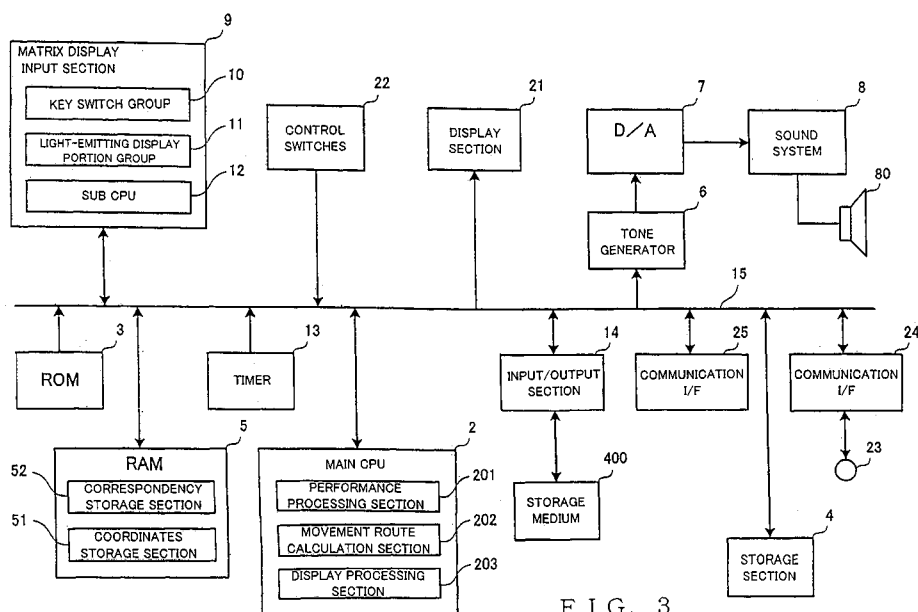 9
MATRIX DISPLAY
INPUT SECTION
10
KEY SWITCH GROUP
11
LIGHT-EMITTING DISPLAY
PORTION GROUP
12
SUB CPU
22
CONTROL
SWITCHES
21
DISPLAY
SECTION
7
D/A
8
SOUND
SYSTEM
80
6
TONE
GENERATOR
15
3
ROM
13
TIMER
14
INPUT/OUTPUT
SECTION
25
COMMUNICATION
I/F
24
COMMUNICATION
I/F
23
5
RAM
52
CORRESPONDENCY
STORAGE SECTION
51
COORDINATES
STORAGE SECTION
2
MAIN CPU
PERFORMANCE
PROCESSING SECTION
201
MOVEMENT ROUTE
CALCULATION SECTION
202
DISPLAY PROCESSING
SECTION
203
400
STORAGE
MEDIUM
4
STORAGE
SECTION
FIG. 3